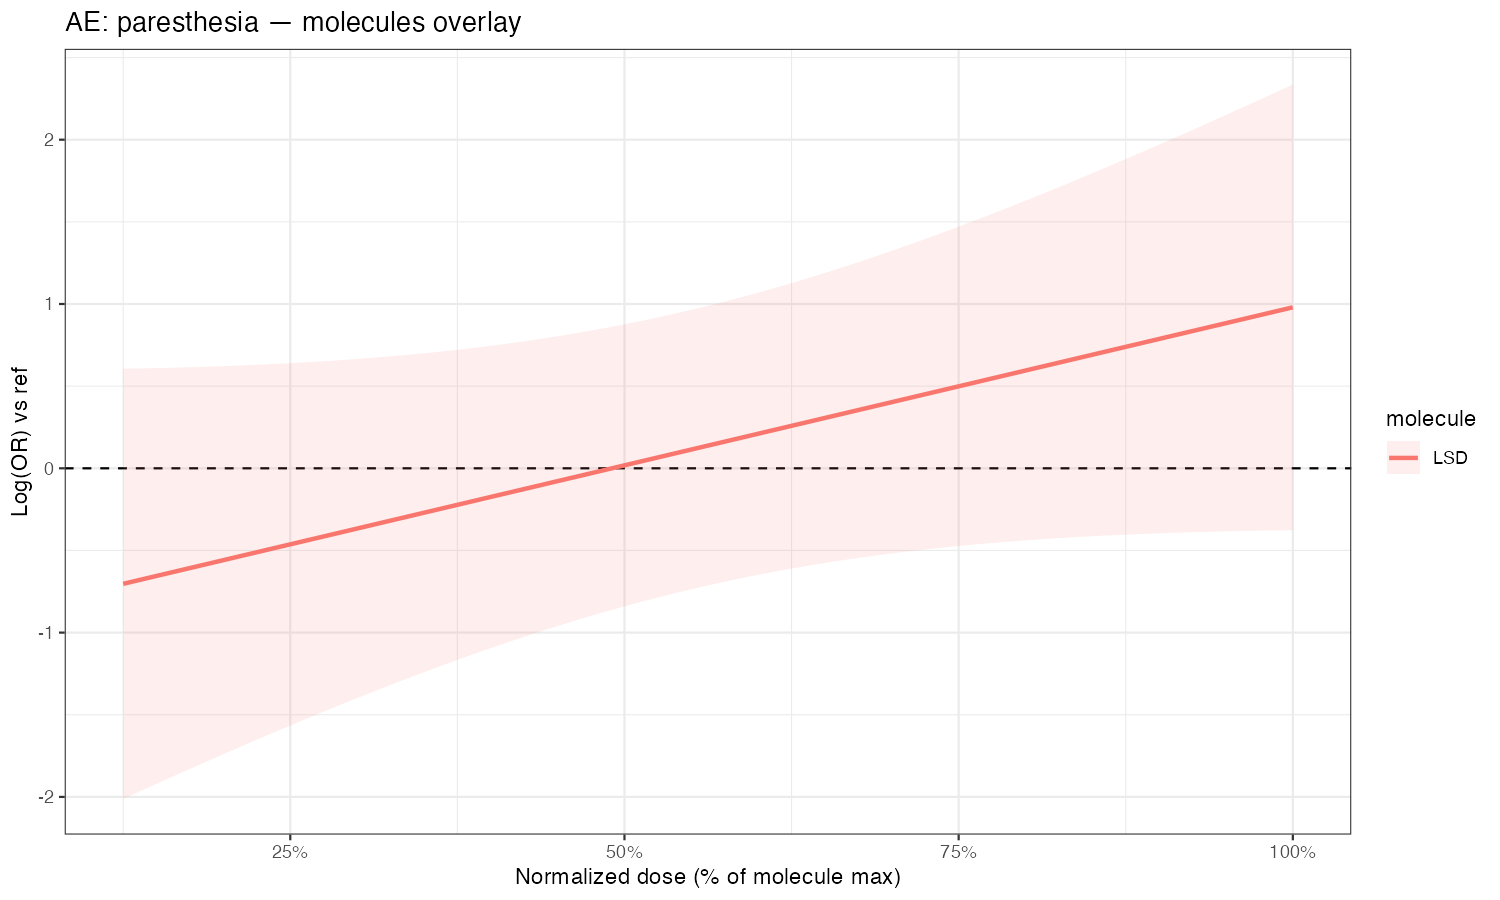 AE: paresthesia — molecules overlay
Log(OR) vs ref
2
1
0
-1
-2
25%
50%
75%
100%
Normalized dose (% of molecule max)
molecule
LSD